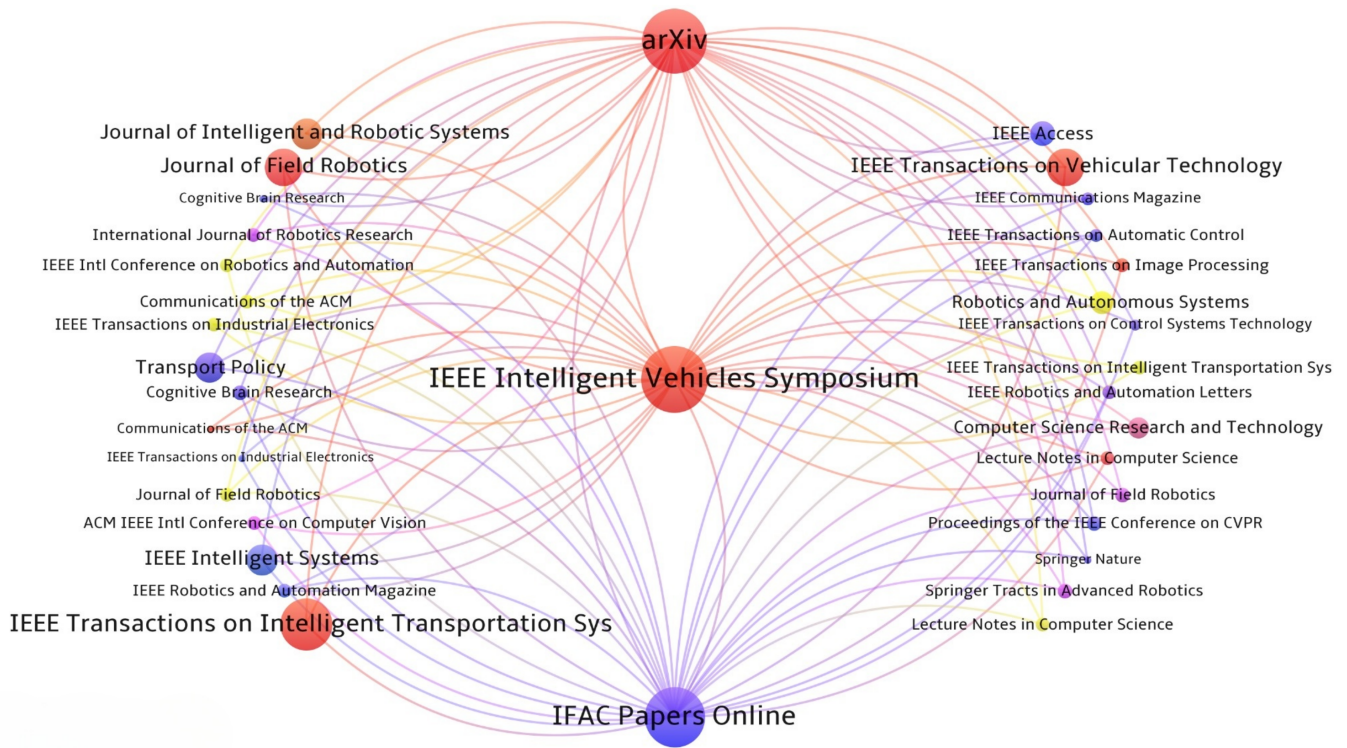 arXiv
Journal of Intelligent and Robotic Systems
Journal of Field Robotics
Cognitive Brain Research
International Journal of Robotics Research
IEEE Intl Conference on Robotics and Automation
Communications of the ACM
IEEE Transactions on Industrial Electronics
Transport Policy
Cognitive Brain Research
Communications of the ACM
IEEE Transactions on Industrial Electronics
Journal of Field Robotics
ACM IEEE Intl Conference on Computer Vision
IEEE Intelligent Systems
IEEE Robotics and Automation Magazine
IEEE Transactions on Intelligent Transportation Sys
IEEE Intelligent Vehicles Symposium
IFAC Papers Online
IEEE Access
IEEE Transactions on Vehicular Technology
IEEE Communications Magazine
IEEE Transactions on Automatic Control
IEEE Transactions on Image Processing
Robotics and Autonomous Systems
IEEE Transactions on Control Systems Technology
IEEE Transactions on Intelligent Transportation Sys
IEEE Robotics and Automation Letters
Computer Science Research and Technology
Lecture Notes in Computer Science
Journal of Field Robotics
Proceedings of the IEEE Conference on CVPR
Springer Nature
Springer Tracts in Advanced Robotics
Lecture Notes in Computer Science